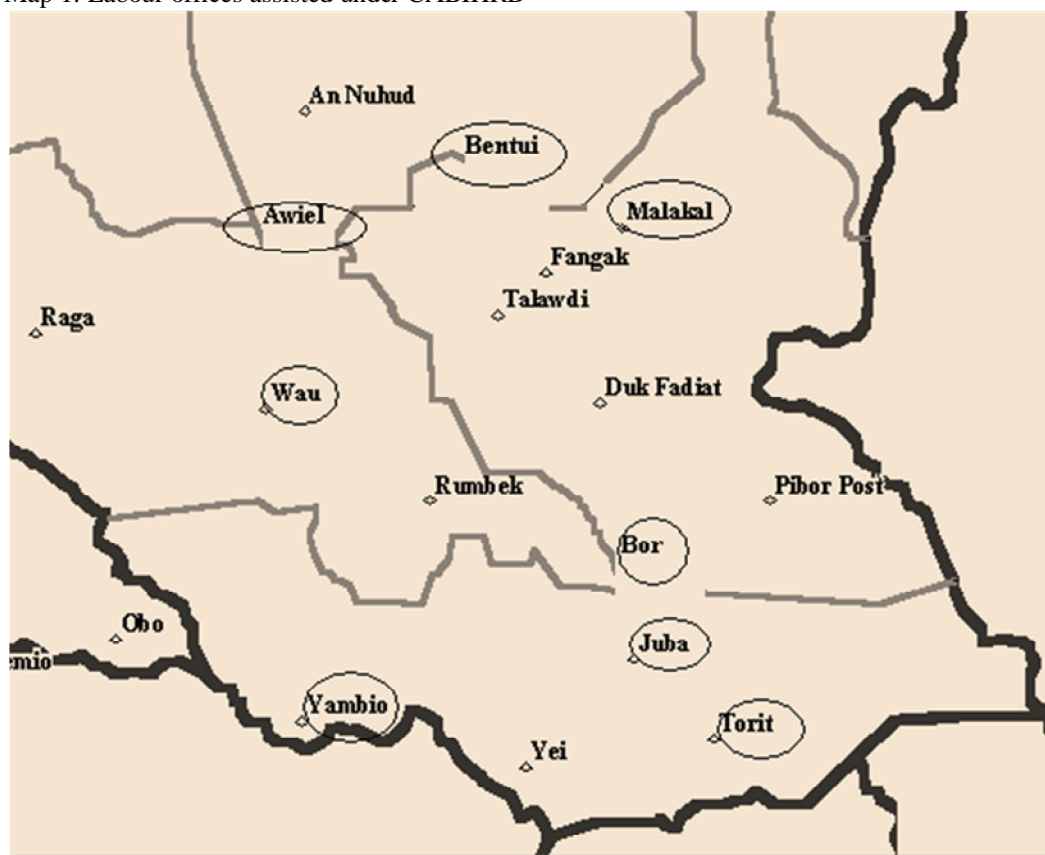 Map 1: Labour offices assisted under CABIHRD
An Nuhud
Bentui
Awiel
Malakal
Fangak
Talawdi
Raga
Wau
Duk Fadiat
Rumbek
Pibor Post
Bor
Obo
Juba
emio
Yambio
Torit
Yei